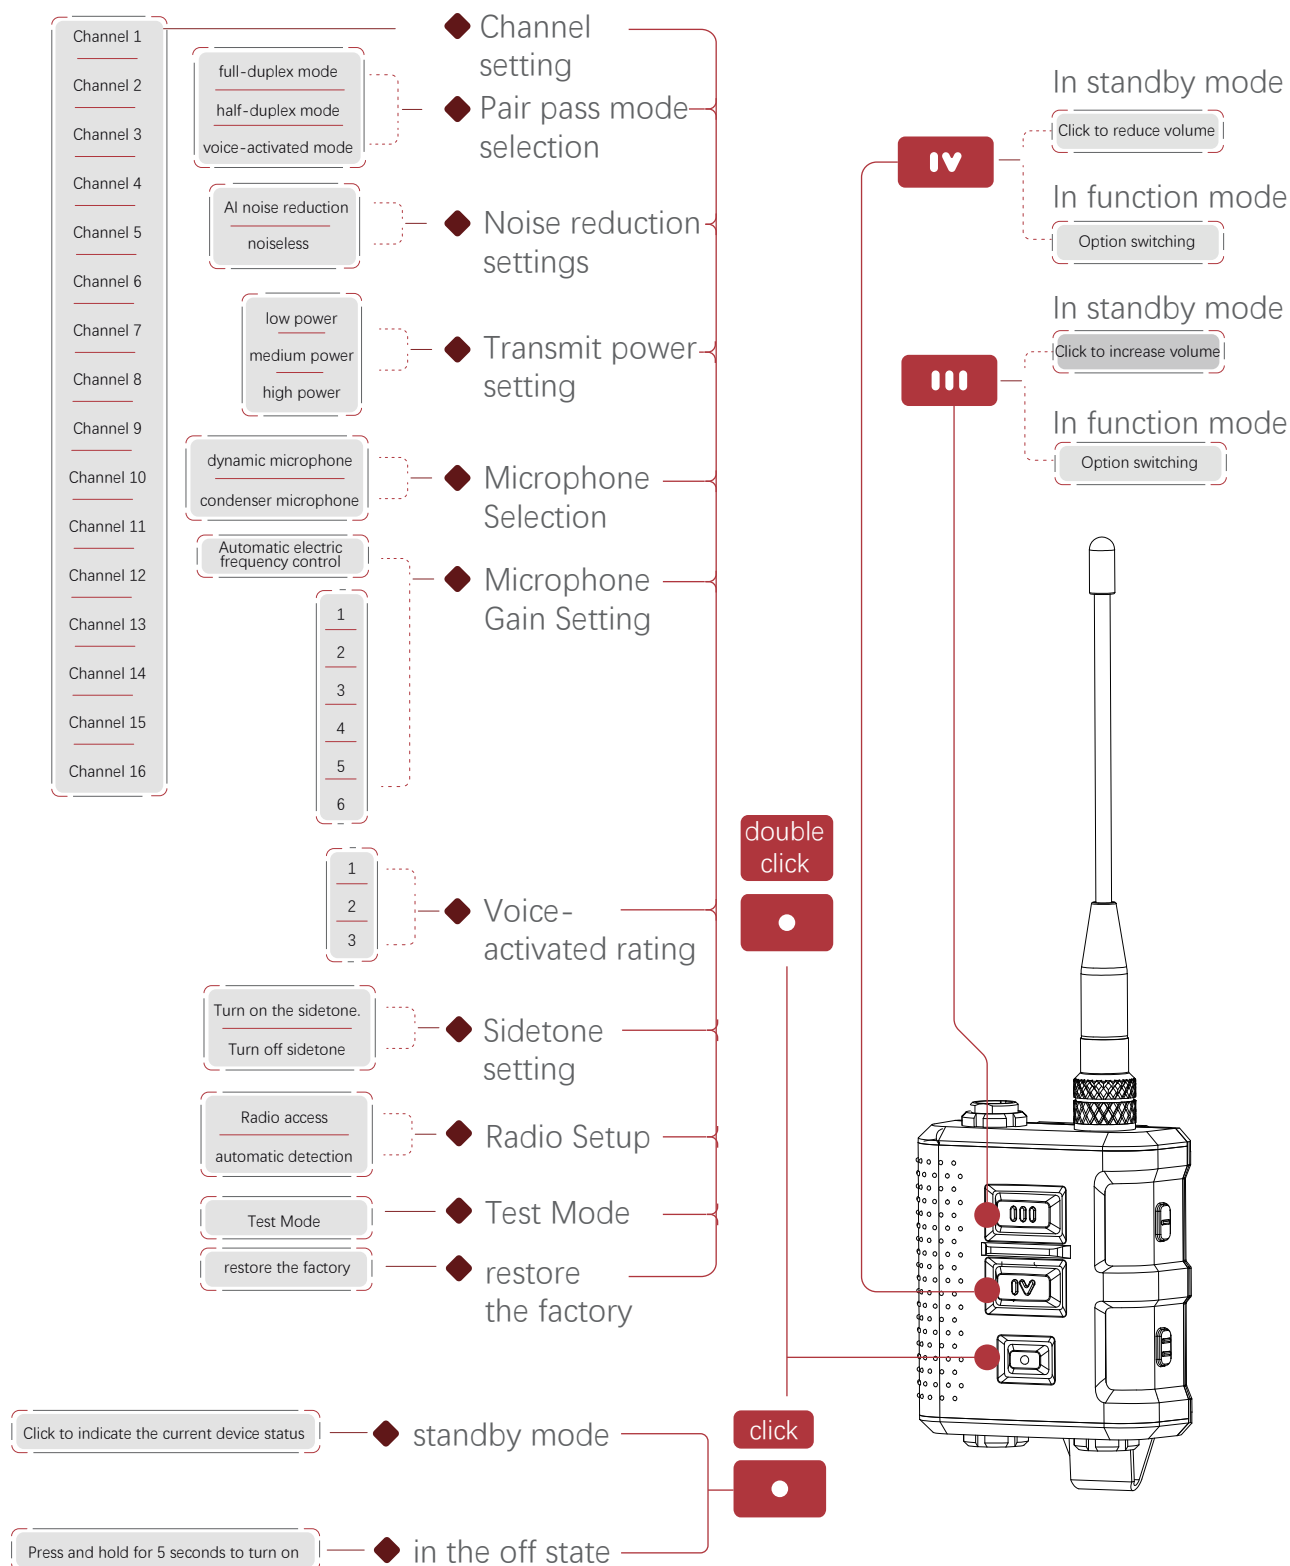 Channel 1
Channel 2
Channel 3
Channel 4
Channel 5
Channel 6
Channel 7
Channel 8
Channel 9
Channel 10
Channel 11
Channel 12
Channel 13
Channel 14
Channel 15
Channel 16
Channel
setting
full-duplex mode
half-duplex mode
voice-activated mode
Pair pass mode
selection
AI noise reduction
noiseless
Noise reduction
settings
low power
medium power
high power
Transmit power
setting
dynamic microphone
condenser microphone
Microphone
Selection
Automatic electric
frequency control
1
2
3
4
5
6
Microphone
Gain Setting
1
2
3
Voice-
activated rating
Turn on the sidetone.
Turn off sidetone
Sidetone
setting
Radio access
automatic detection
Radio Setup
Test Mode
Test Mode
restore the factory
restore
the factory
double
click
Click to indicate the current device status
standby mode
Press and hold for 5 seconds to turn on
in the off state
click
IV
In standby mode
Click to reduce volume
In function mode
Option switching
III
In standby mode
Click to increase volume
In function mode
Option switching
III
IV